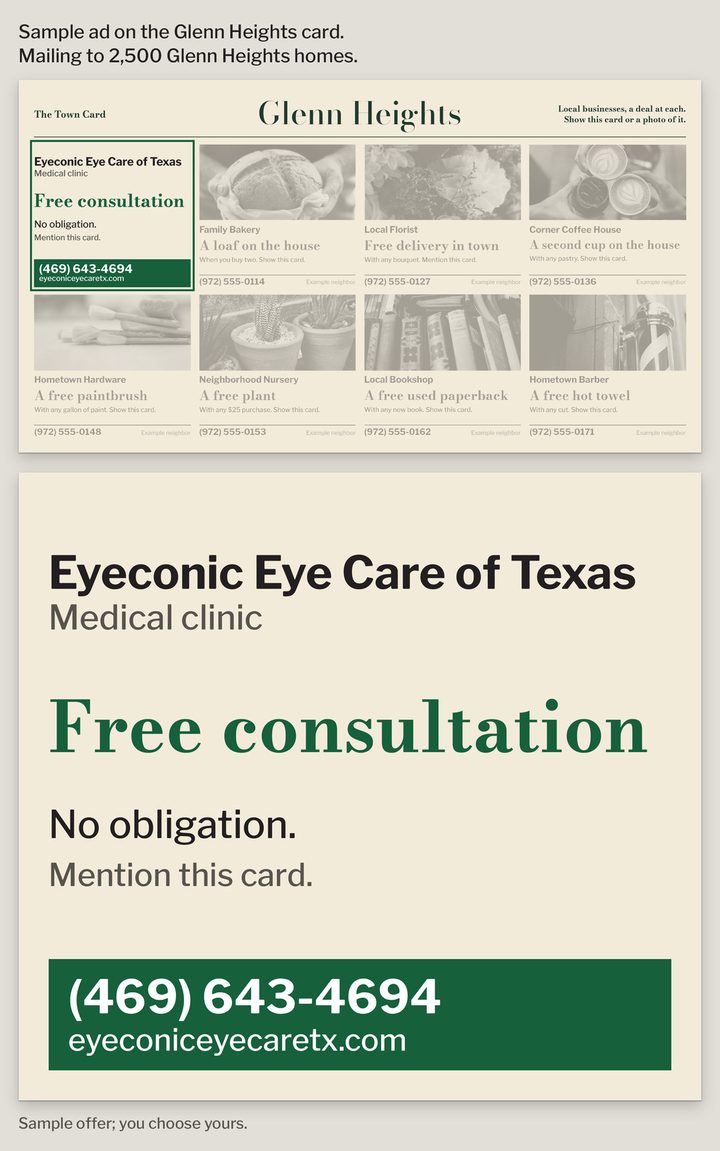 Sample ad on the Glenn Heights card.
Mailing to 2,500 Glenn Heights homes.
The Town Card
Glenn Heights
Local businesses, a deal at each.
Show this card or a photo of it.
Eyeconic Eye Care of Texas
Medical clinic
Free consultation
No obligation.
Mention this card.
(469) 643-4694
eyeconiceyecaretx.com
Family Bakery
A loaf on the house
When you buy two. Show this card.
(972) 555-0114 Example neighbor
Local Florist
Free delivery in town
With any bouquet. Mention this card.
(972) 555-0127 Example neighbor
Corner Coffee House
A second cup on the house
With any pastry. Show this card.
(972) 555-0136 Example neighbor
Hometown Hardware
A free paintbrush
With any gallon of paint. Show this card.
(972) 555-0148 Example neighbor
Neighborhood Nursery
A free plant
With any $25 purchase. Show this card.
(972) 555-0153 Example neighbor
Local Bookshop
A free used paperback
With any new book. Show this card.
(972) 555-0162 Example neighbor
Hometown Barber
A free hot towel
With any cut. Show this card.
(972) 555-0171 Example neighbor
Eyeconic Eye Care of Texas
Medical clinic
Free consultation
No obligation.
Mention this card.
(469) 643-4694
eyeconiceyecaretx.com
Sample offer; you choose yours.